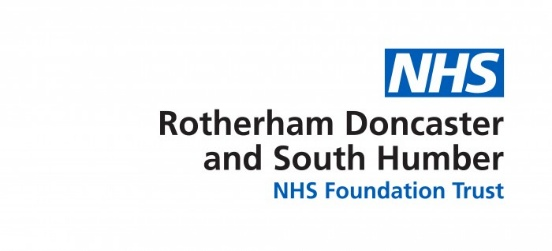 NHS
Rotherham Doncaster
and South Humber
NHS Foundation Trust